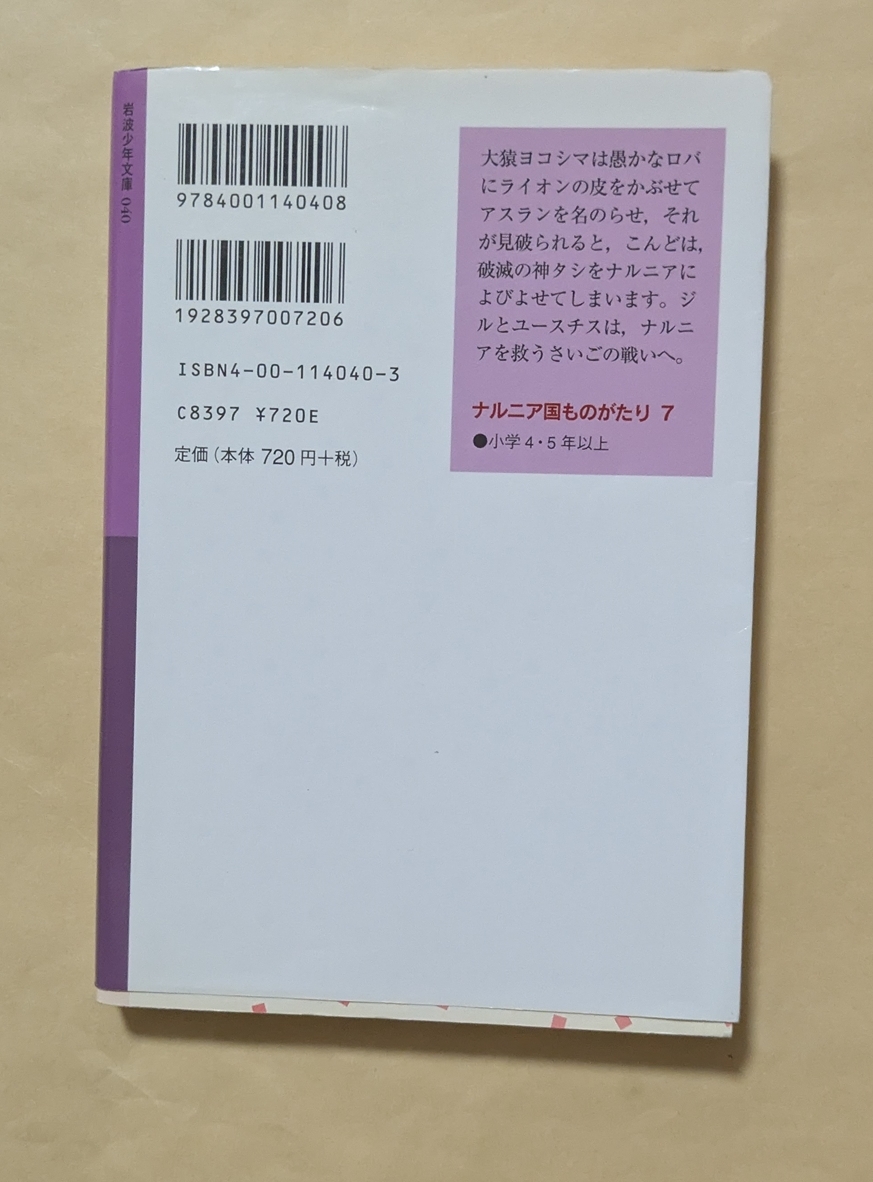 岩波少年文庫 040
9784001140408
1928397007206
ISBN4-00-114040-3
C8397 ¥720E
定価(本体 720 円+税)
大猿ヨコシマは愚かなロバ
にライオンの皮をかぶせて
アスランを名のらせ,それ
が見破られると,こんどは,
破滅の神タシをナルニアに
よびよせてしまいます。ジ
ルとユースチスは,ナルニ
アを救うさいごの戦いへ。
ナルニア国ものがたり 7
●小学4・5年以上